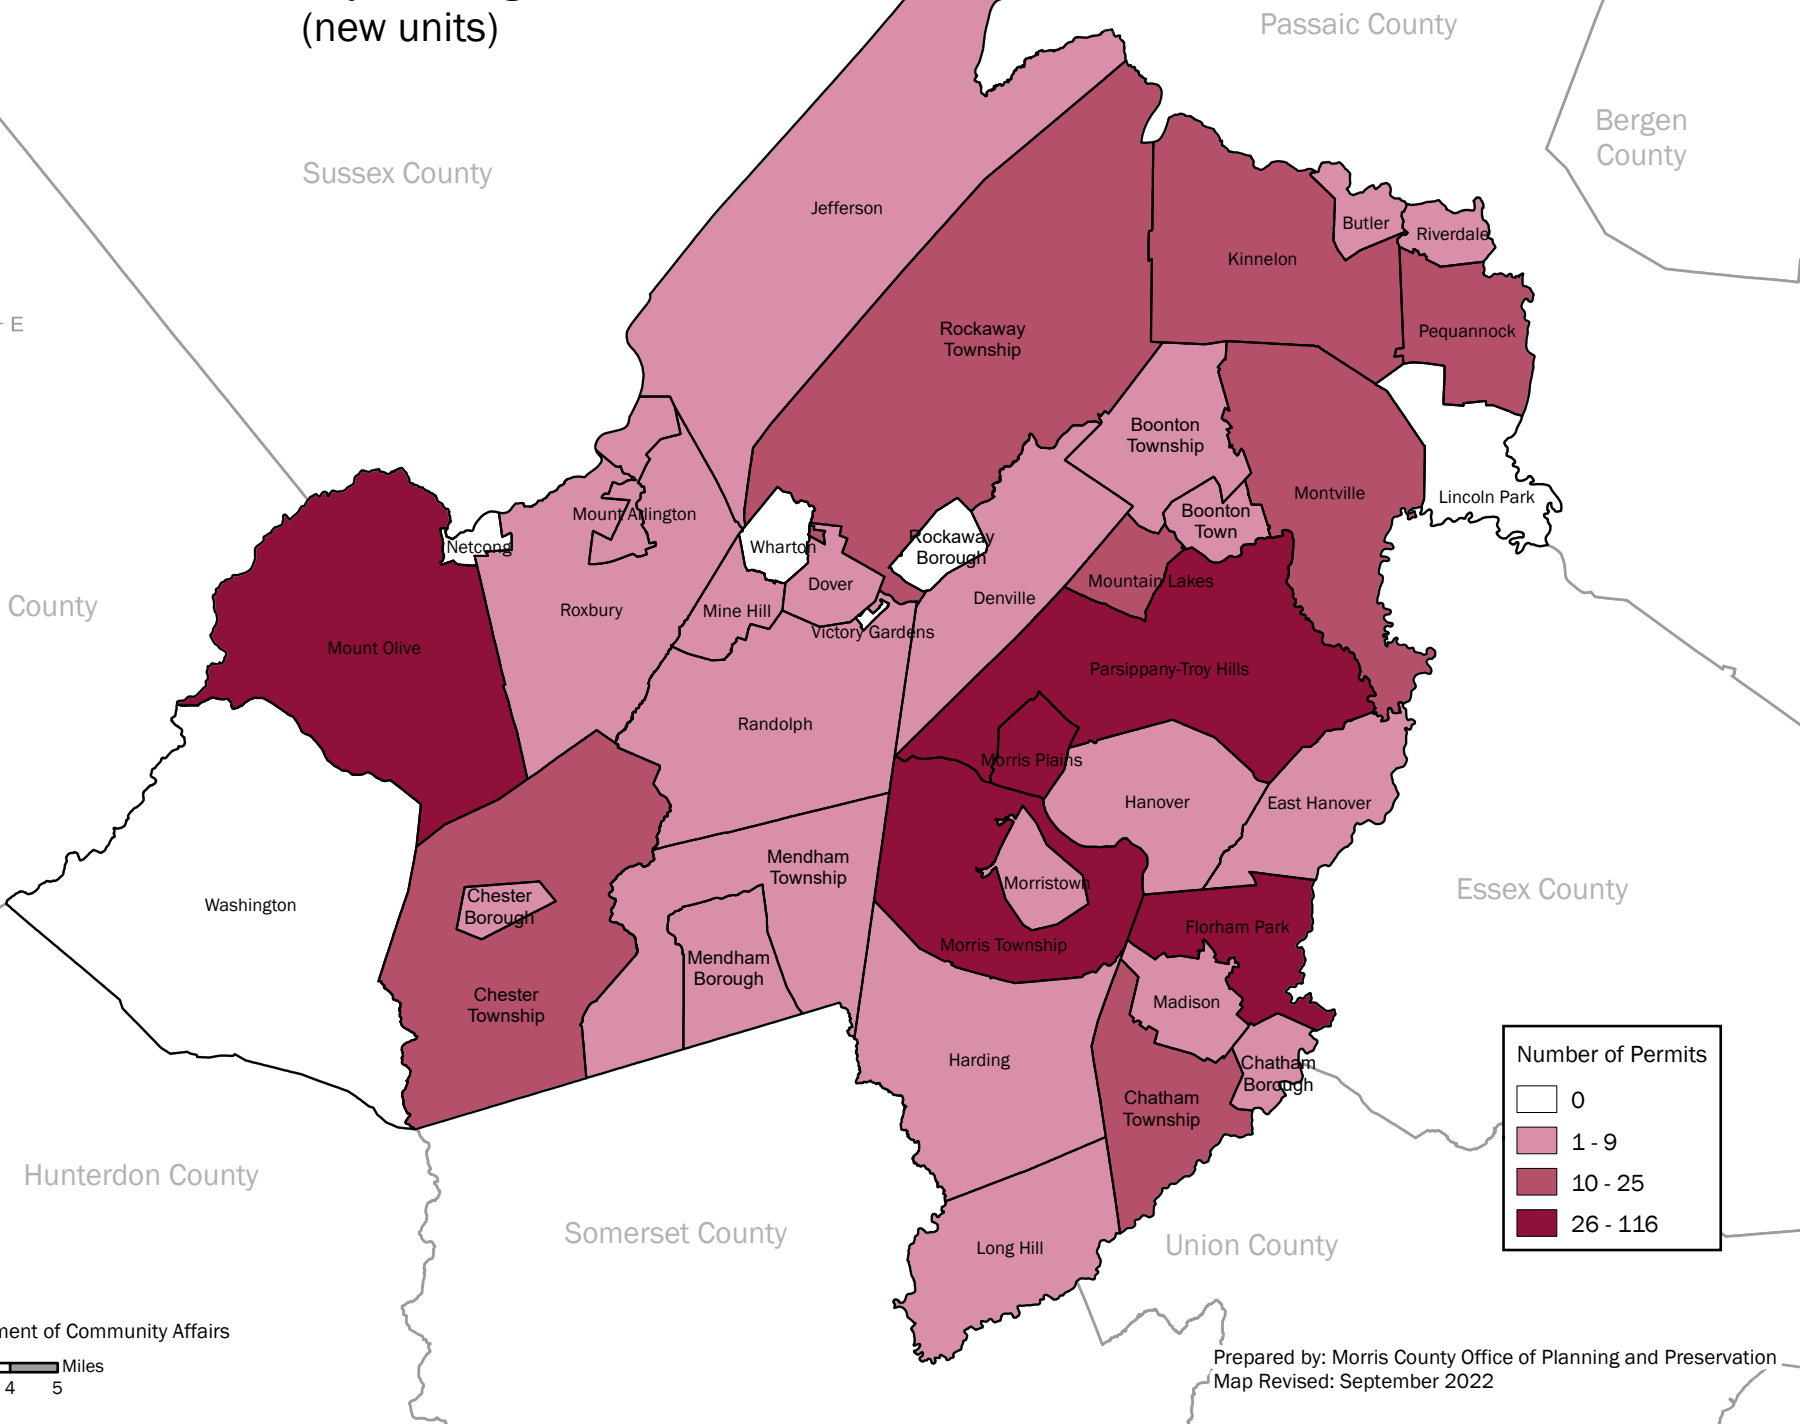 (new units)
Passaic County
Bergen
County
Sussex County
Jefferson
Butler
Riverdale
Kinnelon
E
Rockaway
Township
Pequannock
Boonton
Township
Montville
Lincoln Park
Mount Arlington
Boonton
Town
Netcong
Wharton
Rockaway
Borough
Dover
Mountain Lakes
Denville
County
Roxbury
Mine Hill
Victory Gardens
Mount Olive
Parsippany-Troy Hills
Randolph
Morris Plains
Hanover
East Hanover
Mendham
Township
Morristown
Essex County
Washington
Chester
Borough
Florham Park
Morris Township
Mendham
Borough
Chester
Township
Madison
Harding
Chatham
Borough
Chatham
Township
Number of Permits
0
1 - 9
10 - 25
26 - 116
Hunterdon County
Somerset County
Long Hill
Union County
ment of Community Affairs
Miles
4 5
Prepared by: Morris County Office of Planning and Preservation
Map Revised: September 2022